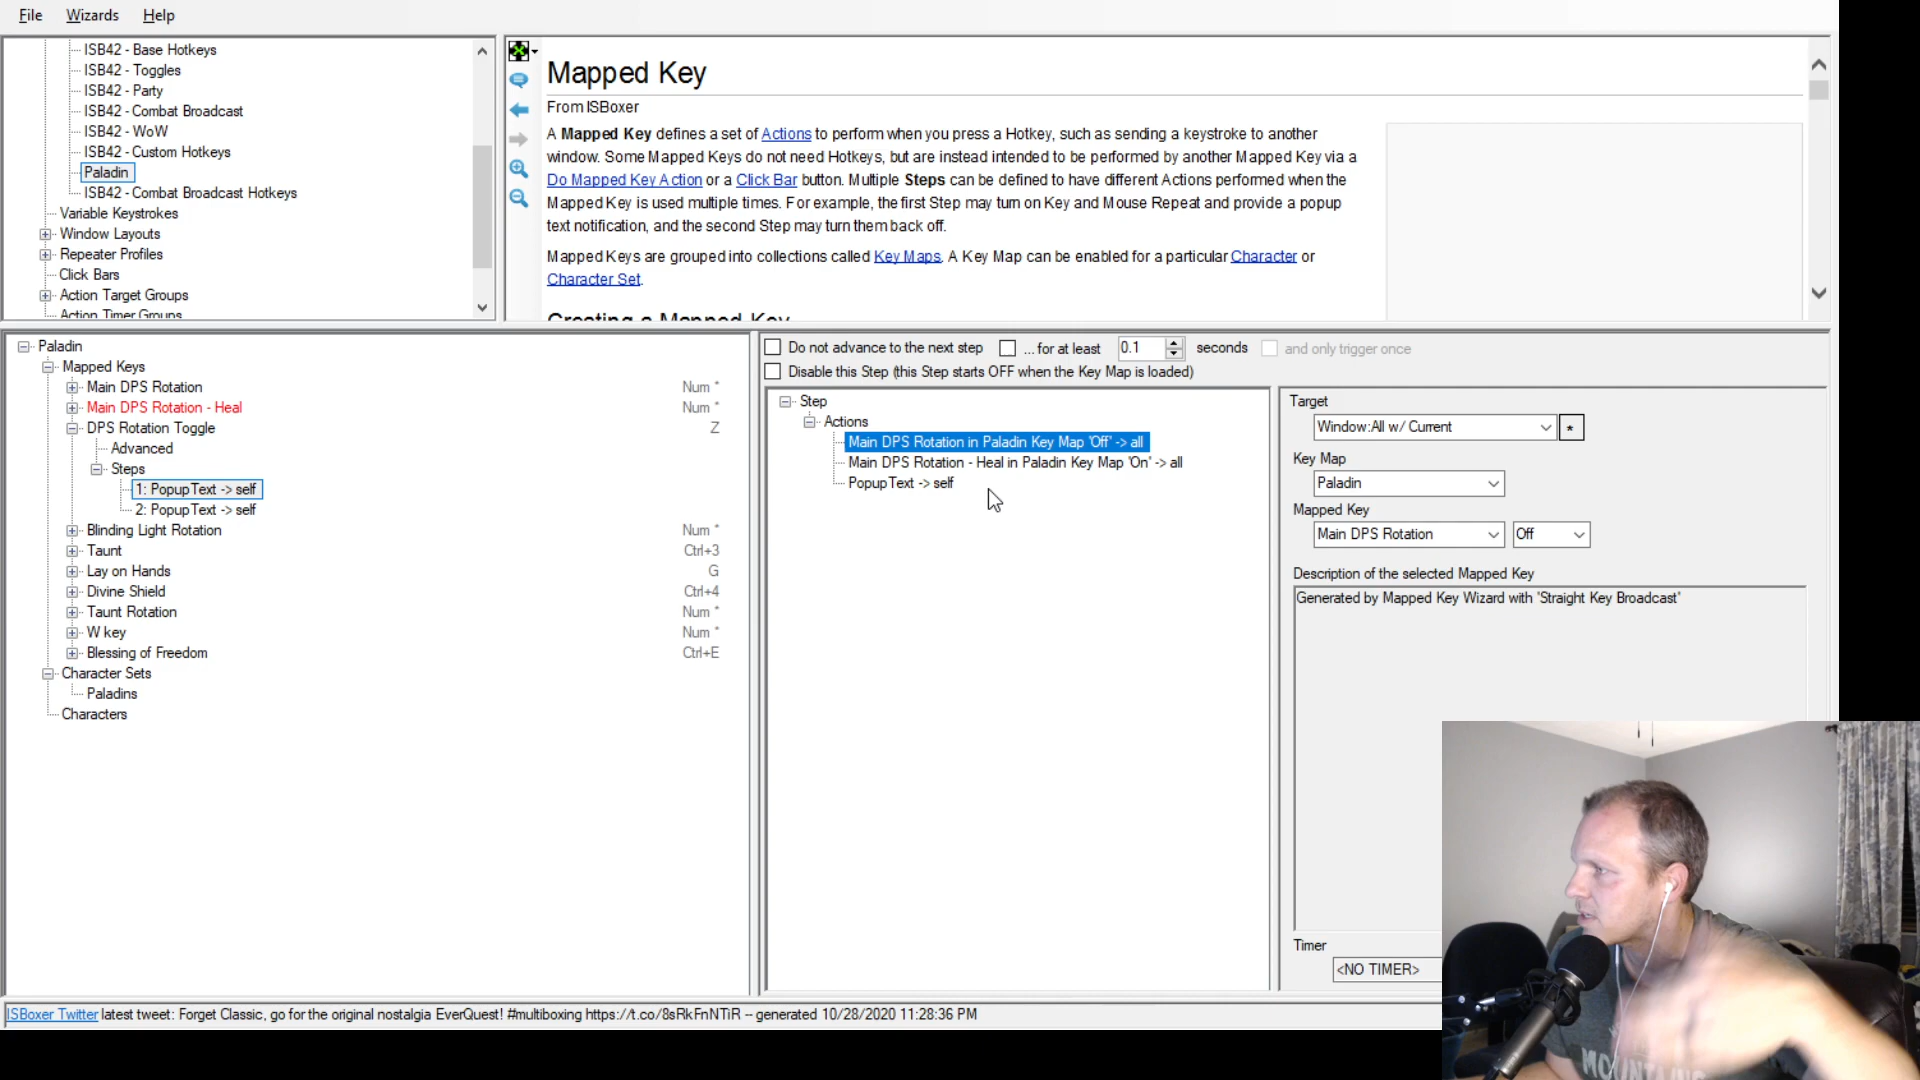 File Wizards Help
ISB42 - Base Hotkeys
ISB42 - Toggles
ISB42 - Party
ISB42 - Combat Broadcast
ISB42 - WoW
ISB42 - Custom Hotkeys
Paladin
ISB42 - Combat Broadcast Hotkeys
Variable Keystrokes
Window Layouts
Repeater Profiles
Click Bars
Action Target Groups
Action Timer Groups
Mapped Key
From ISBoxer
A Mapped Key defines a set of Actions to perform when you press a Hotkey, such as sending a keystroke to another
window. Some Mapped Keys do not need Hotkeys, but are instead intended to be performed by another Mapped Key via a
Do Mapped Key Action or a Click Bar button. Multiple Steps can be defined to have different Actions performed when the
Mapped Key is used multiple times. For example, the first Step may turn on Key and Mouse Repeat and provide a popup
text notification, and the second Step may turn them back off.
Mapped Keys are grouped into collections called Key Maps. A Key Map can be enabled for a particular Character or
Character Set.
Creating a Mapped Key
Paladin
Mapped Keys
Main DPS Rotation Num *
Main DPS Rotation - Heal Num *
DPS Rotation Toggle Z
Advanced
Steps
1: PopupText -> self
2: PopupText -> self
Blinding Light Rotation Num *
Taunt Ctrl+3
Lay on Hands G
Divine Shield Ctrl+4
Taunt Rotation Num *
W key Num *
Blessing of Freedom Ctrl+E
Character Sets
Paladins
Characters
Do not advance to the next step ...for at least 0.1 seconds and only trigger once
Disable this Step (this Step starts OFF when the Key Map is loaded)
Step
Actions
Main DPS Rotation in Paladin Key Map 'Off' -> all
Main DPS Rotation - Heal in Paladin Key Map 'On' -> all
PopupText -> self
Target
Window:All w/ Current *
Key Map
Paladin
Mapped Key
Main DPS Rotation Off
Description of the selected Mapped Key
Generated by Mapped Key Wizard with 'Straight Key Broadcast'
Timer
<NO TIMER>
ISBoxer Twitter latest tweet: Forget Classic, go for the original nostalgia EverQuest! #multiboxing https://t.co/8sRkFnNTiR -- generated 10/28/2020 11:28:36 PM